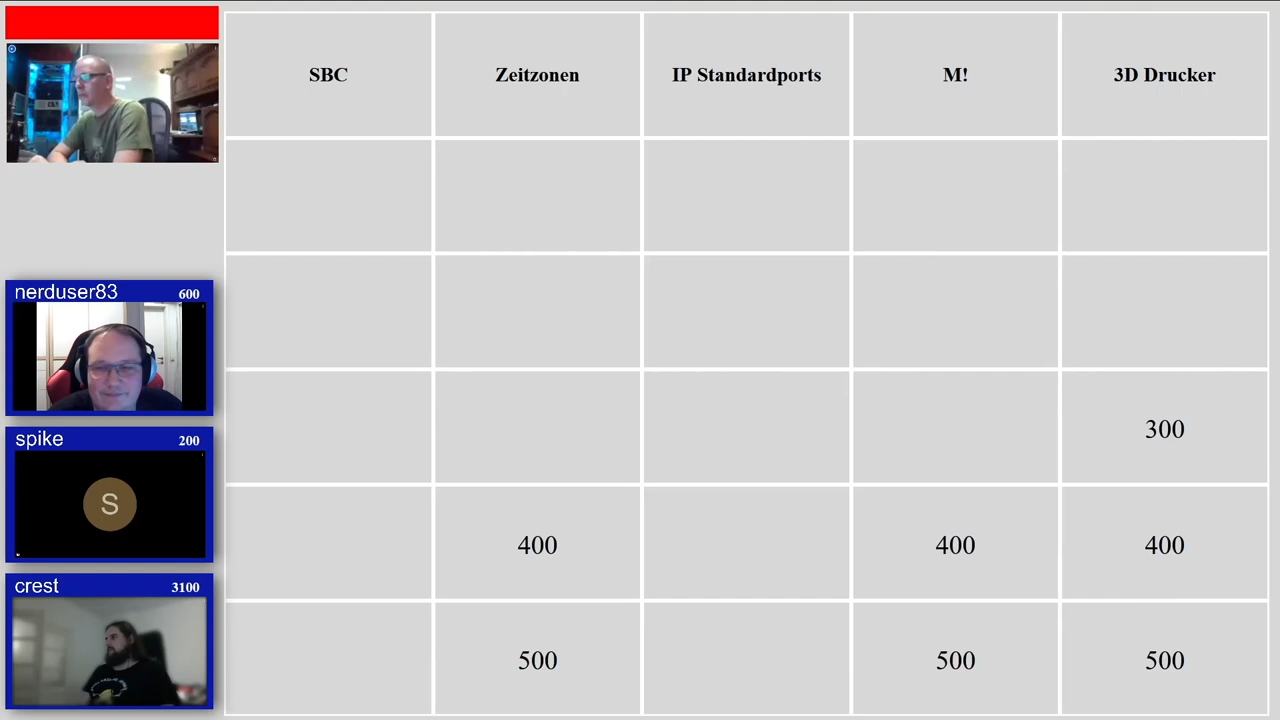 SBC
Zeitzonen
IP Standardports
M!
3D Drucker
nerduser83 600
300
spike 200
S
400
400
400
crest 3100
500
500
500